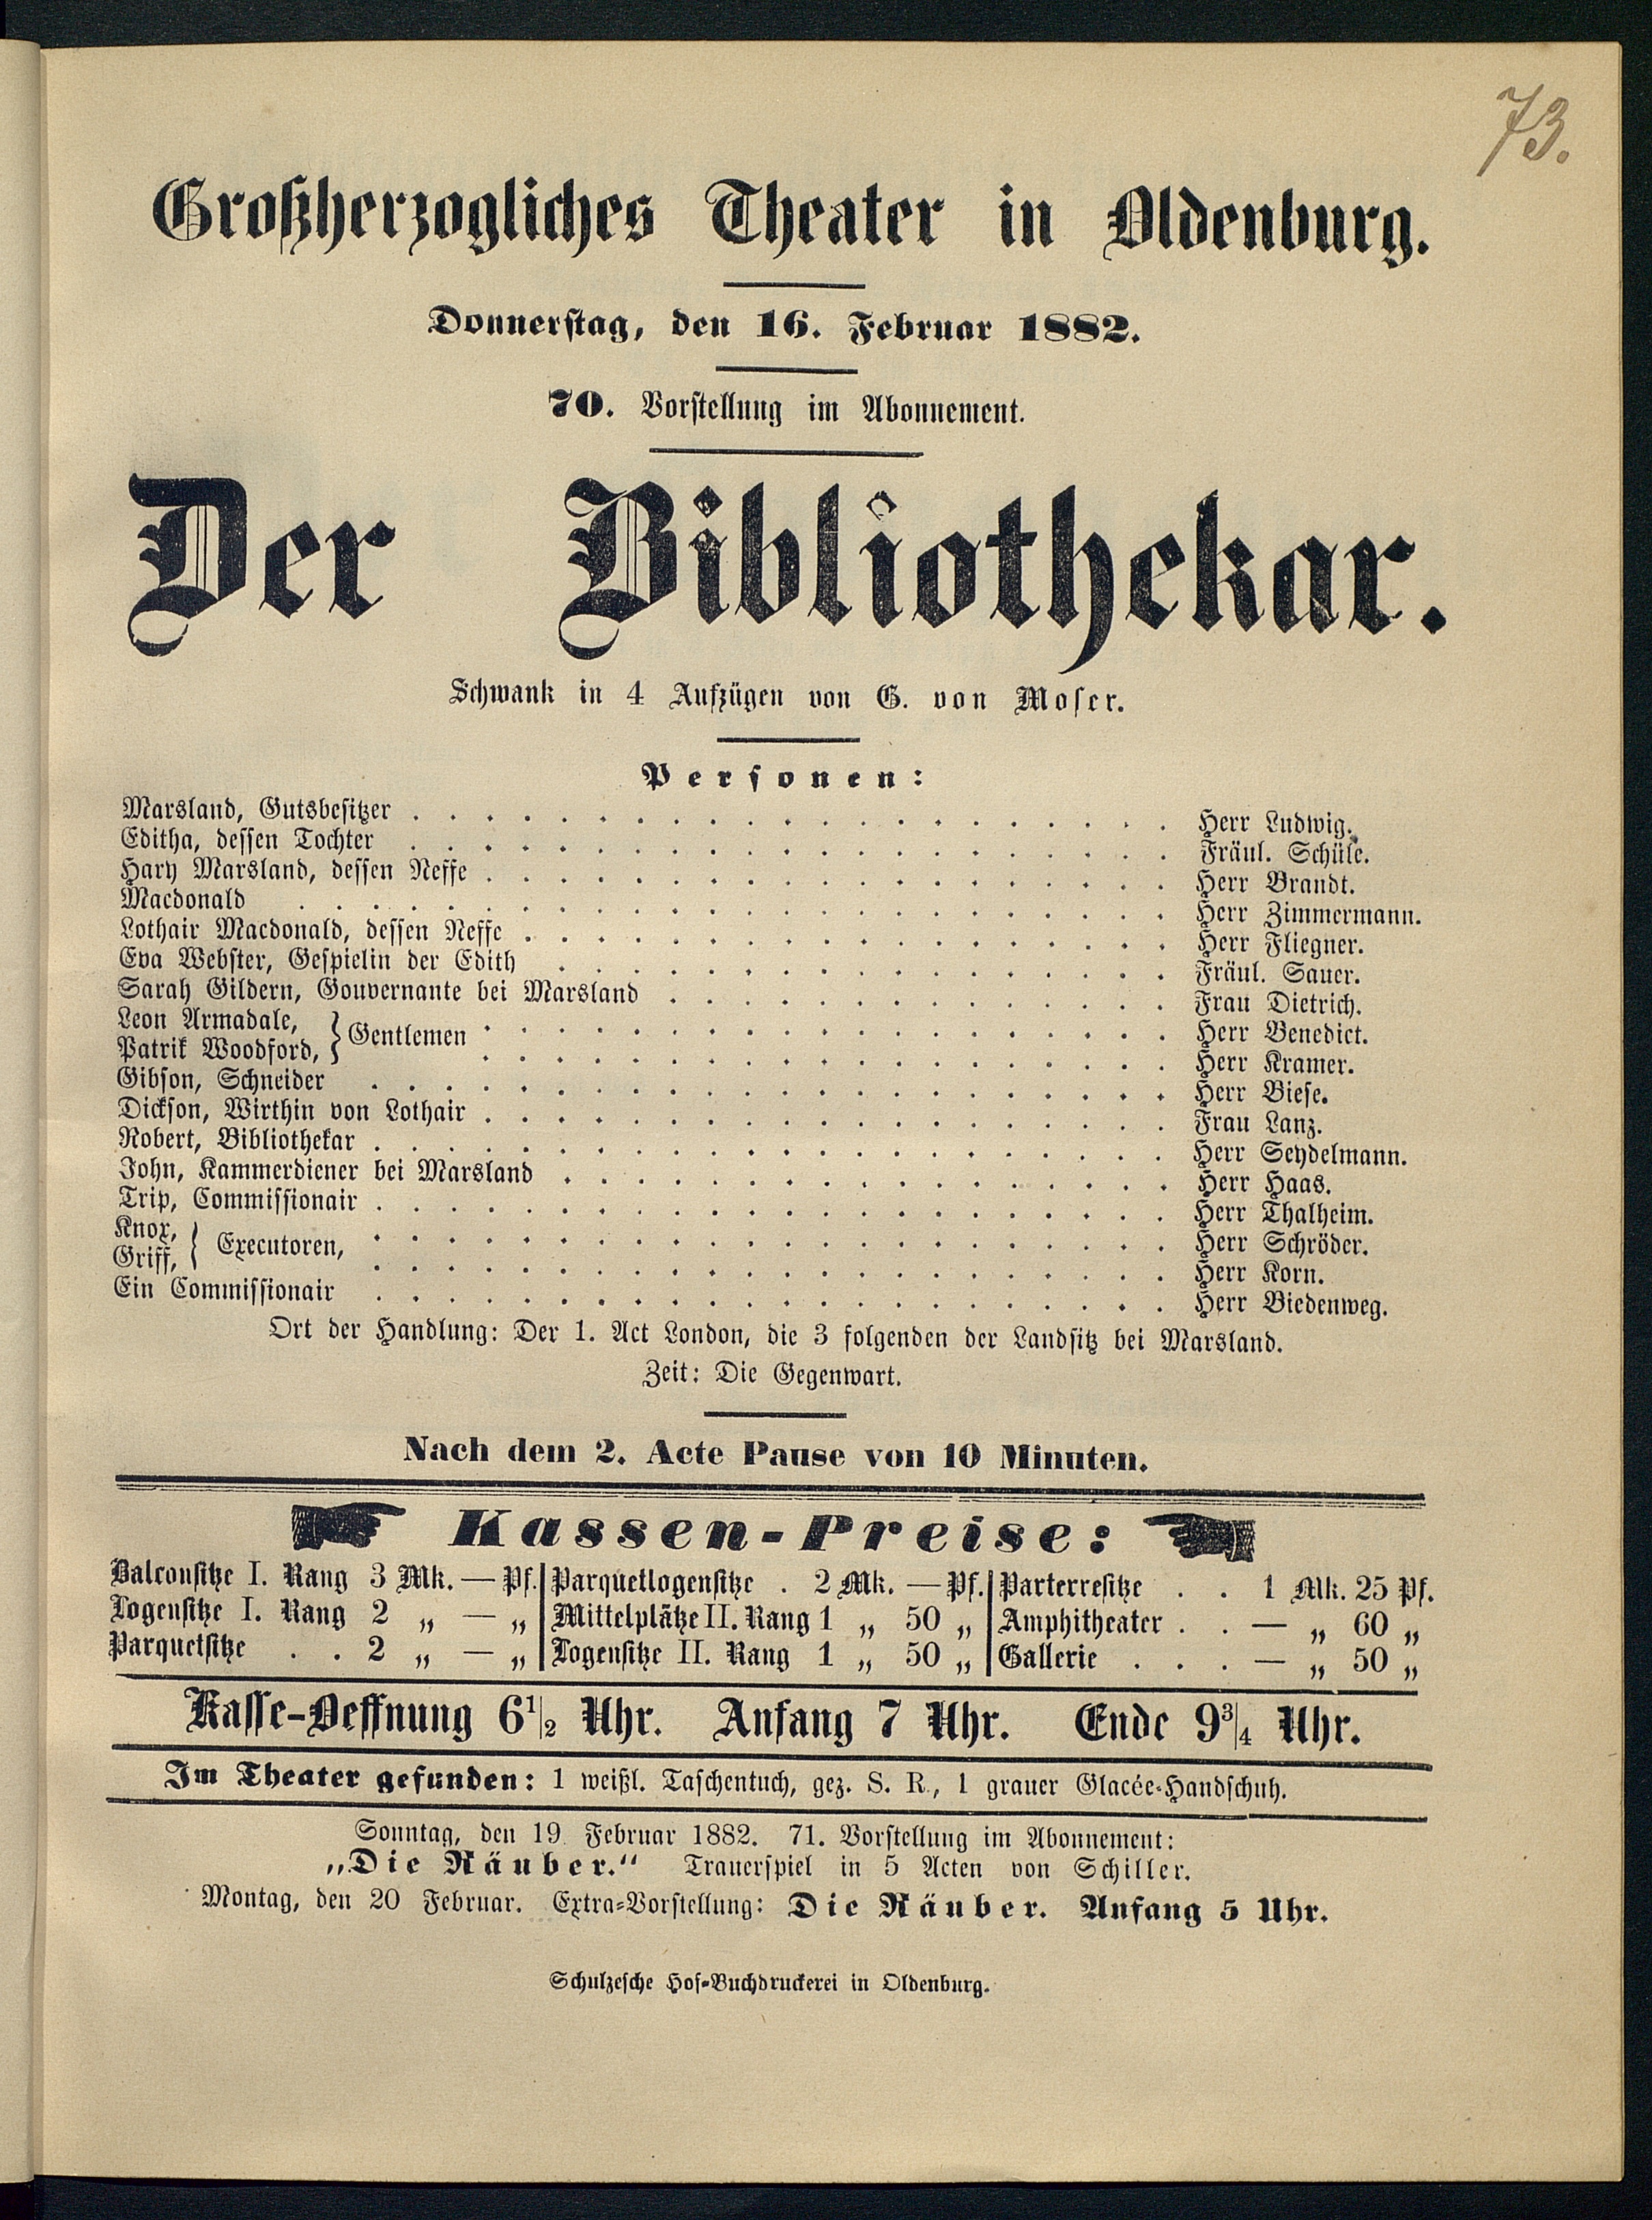 73.
Großherzogliches Theater in Oldenburg.
Donnerstag, den 16. Februar 1882.
70. Vorstellung im Abonnement.
Der Bibliothekar.
Schwank in 4 Aufzügen von G. von Moser.
Personen:
Marsland, Gutsbesitzer . . . . . Herr Ludwig.
Editha, dessen Tochter . . . . . Fräul. Schüle.
Hary Marsland, dessen Neffe . . . . . Herr Brandt.
Macdonald . . . . . Herr Zimmermann.
Lothair Macdonald, dessen Neffe . . . . . Herr Fliegner.
Eva Webster, Gespielin der Edith . . . . . Fräul. Sauer.
Sarah Gildern, Gouvernante bei Marsland . . . . . Frau Dietrich.
Leon Armadale, } Gentlemen . . . . . Herr Benedict.
Patrik Woodford, } . . . . . Herr Kramer.
Gibson, Schneider . . . . . Herr Biese.
Dickson, Wirthin von Lothair . . . . . Frau Lanz.
Robert, Bibliothekar . . . . . Herr Seydelmann.
John, Kammerdiener bei Marsland . . . . . Herr Haas.
Trip, Commissionair . . . . . Herr Thalheim.
Knox, } Executoren, . . . . . Herr Schröder.
Griff, } . . . . . Herr Korn.
Ein Commissionair . . . . . Herr Biedenweg.
Ort der Handlung: Der 1. Act London, die 3 folgenden der Landsitz bei Marsland.
Zeit: Die Gegenwart.
Nach dem 2. Acte Pause von 10 Minuten.
Kassen-Preise:
Balconsitze I. Rang 3 Mk. — Pf. | Parquetlogensitze . 2 Mk. — Pf. | Parterresitze . . 1 Mk. 25 Pf.
Logensitze I. Rang 2 „ — „ | Mittelplätze II. Rang 1 „ 50 „ | Amphitheater . . — „ 60 „
Parquetsitze . . 2 „ — „ | Logensitze II. Rang 1 „ 50 „ | Gallerie . . . — „ 50 „
Kasse-Oeffnung 6½ Uhr. Anfang 7 Uhr. Ende 9¾ Uhr.
Im Theater gefunden: 1 weißl. Taschentuch, gez. S. R., 1 grauer Glacée-Handschuh.
Sonntag, den 19 Februar 1882. 71. Vorstellung im Abonnement:
„Die Räuber.“ Trauerspiel in 5 Acten von Schiller.
Montag, den 20 Februar. Extra-Vorstellung: Die Räuber. Anfang 5 Uhr.
Schulzesche Hof-Buchdruckerei in Oldenburg.